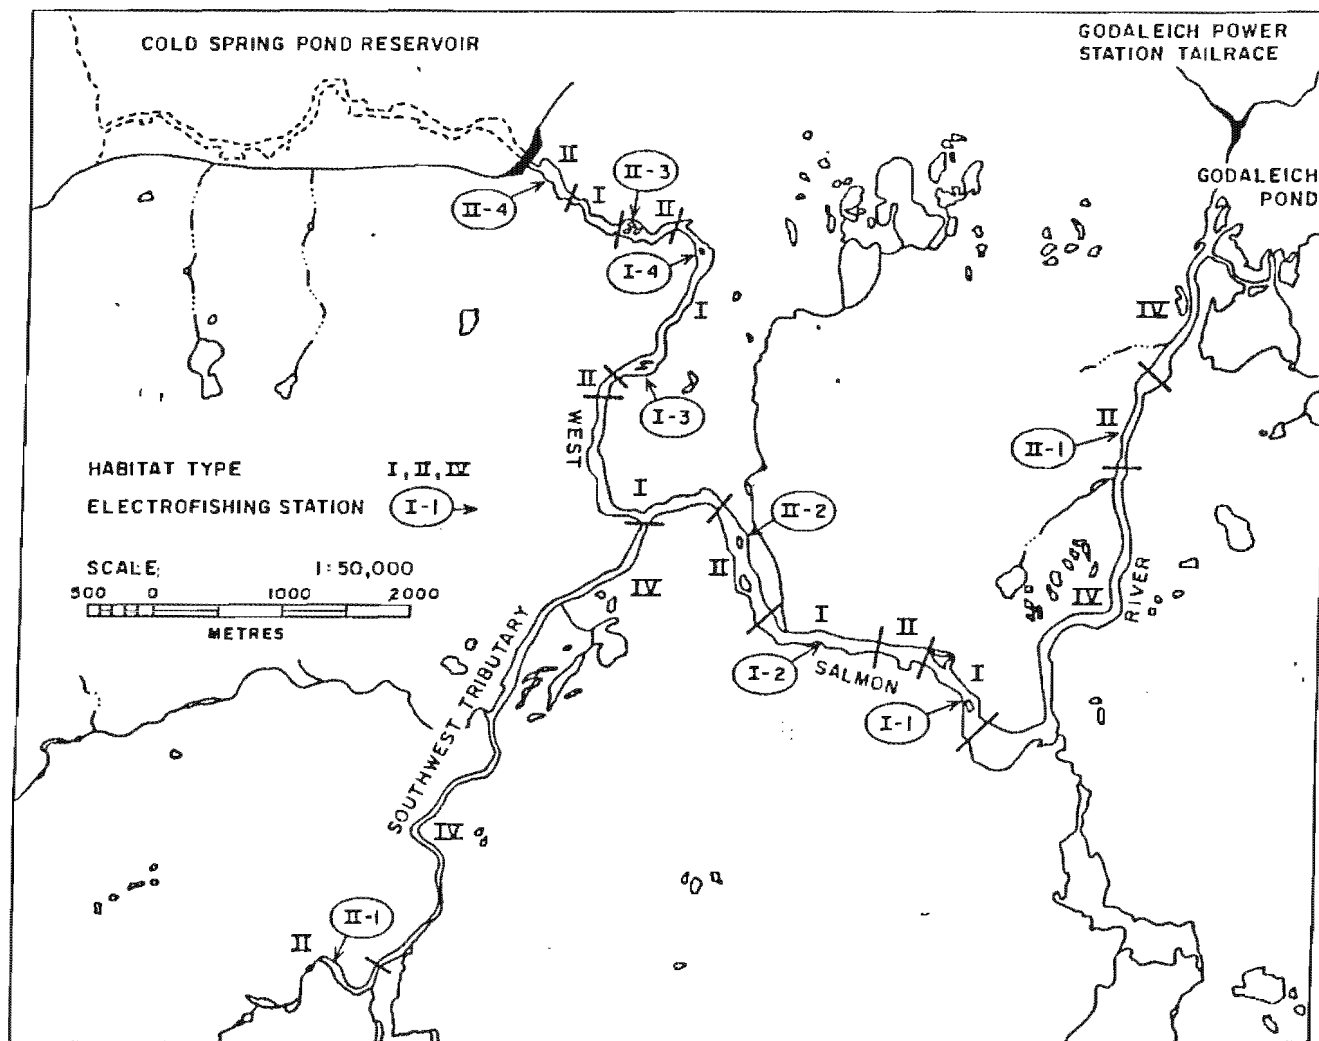 COLD SPRING POND RESERVOIR
GODALEICH POWER
STATION TAILRACE
GODALEICH
POND
II
II-3
II-4
I
II
I-4
I
IV
II
I-3
II
II-1
WEST
HABITAT TYPE I, II, IV
ELECTROFISHING STATION I-1
I
II-2
SCALE: 1:50,000
500 0 1000 2000
METRES
II
IV
IV
RIVER
SOUTHWEST TRIBUTARY
I
II
I-2
SALMON
I
I-1
IV
II-1
II